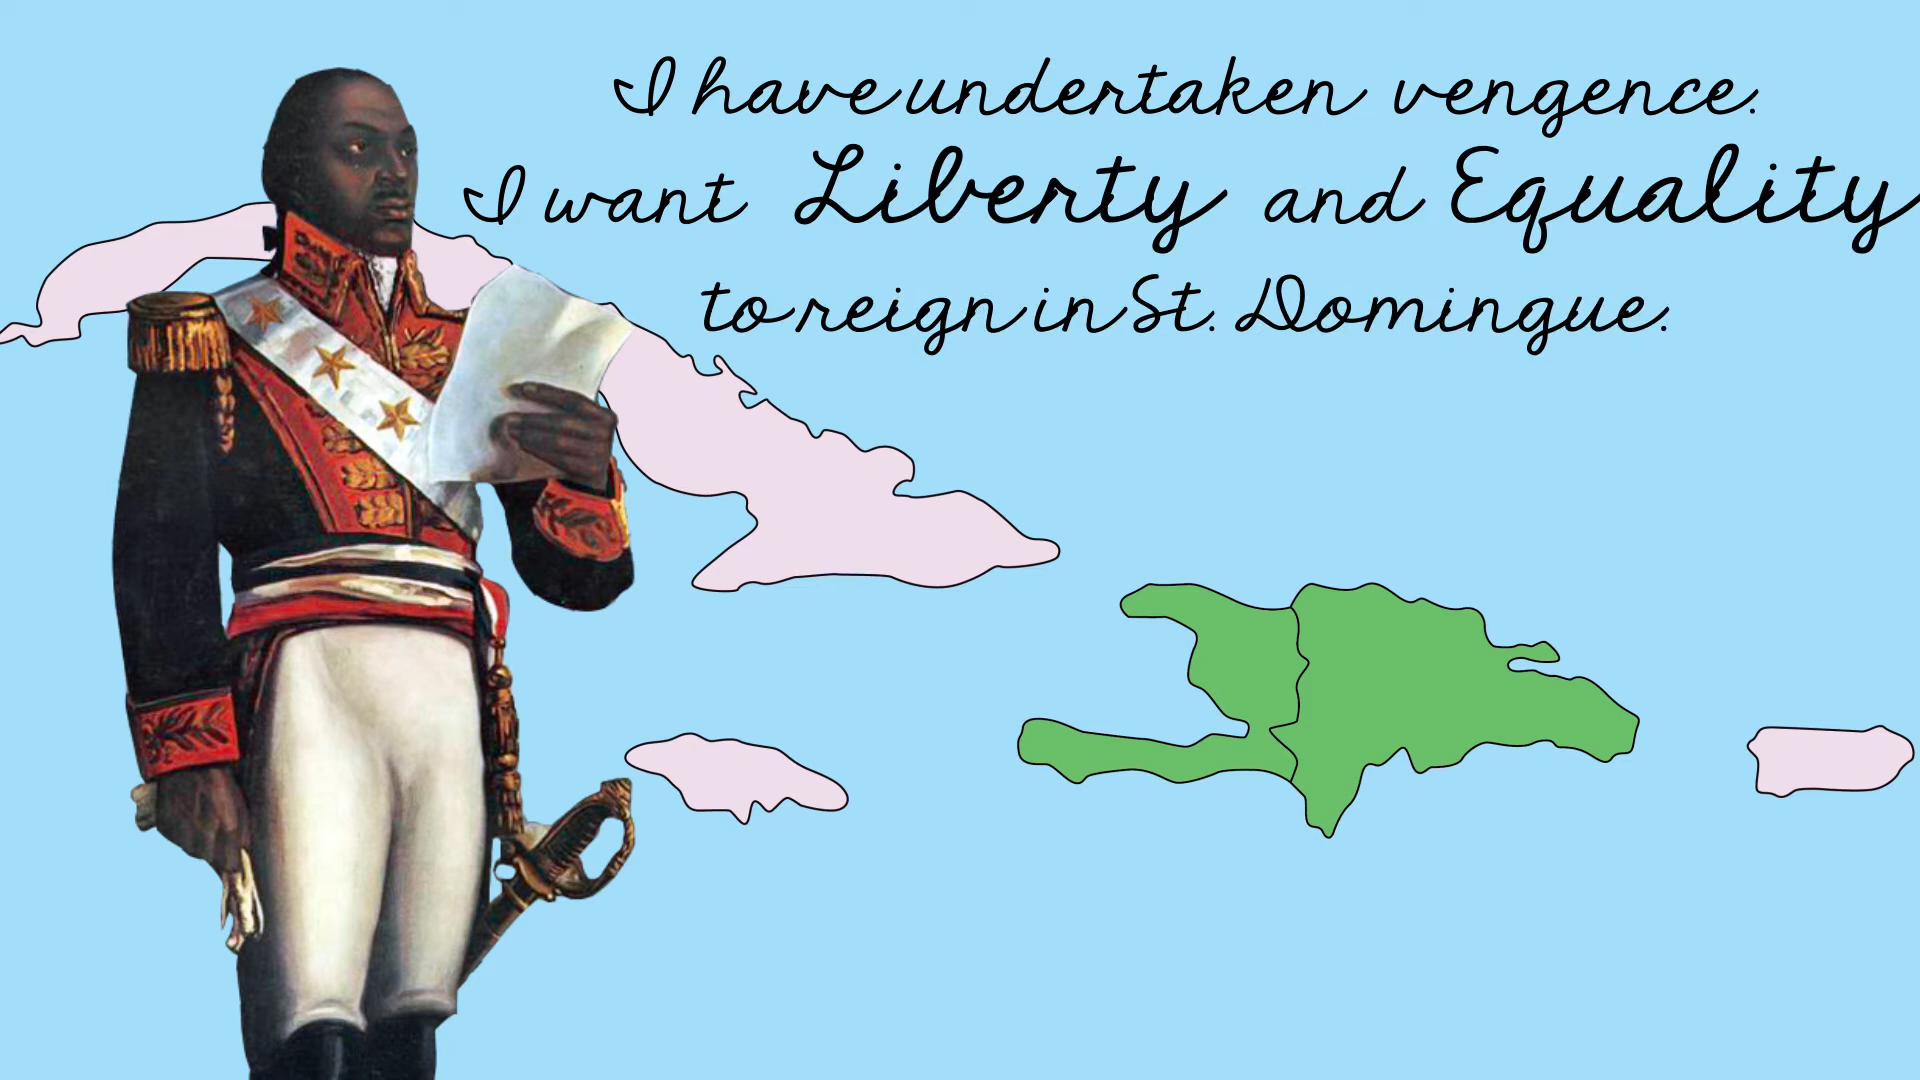 I have undertaken vengence.
I want Liberty and Equality
to reign in St. Domingue.